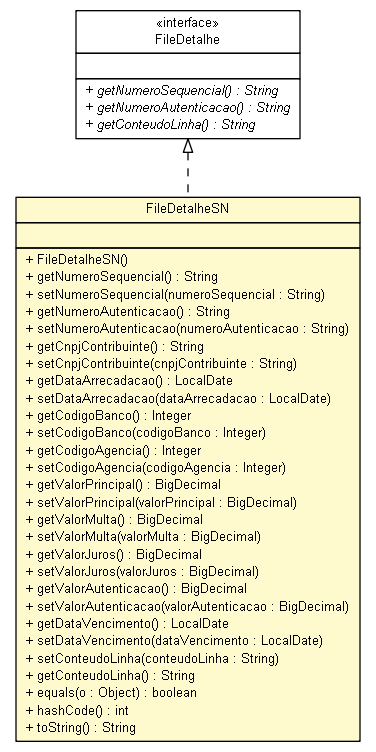 «interface»
FileDetalhe
+ getNumeroSequencial() : String
+ getNumeroAutenticacao() : String
+ getConteudoLinha() : String
FileDetalheSN
+ FileDetalheSN()
+ getNumeroSequencial() : String
+ setNumeroSequencial(numeroSequencial : String)
+ getNumeroAutenticacao() : String
+ setNumeroAutenticacao(numeroAutenticacao : String)
+ getCnpjContribuinte() : String
+ setCnpjContribuinte(cnpjContribuinte : String)
+ getDataArrecadacao() : LocalDate
+ setDataArrecadacao(dataArrecadacao : LocalDate)
+ getCodigoBanco() : Integer
+ setCodigoBanco(codigoBanco : Integer)
+ getCodigoAgencia() : Integer
+ setCodigoAgencia(codigoAgencia : Integer)
+ getValorPrincipal() : BigDecimal
+ setValorPrincipal(valorPrincipal : BigDecimal)
+ getValorMulta() : BigDecimal
+ setValorMulta(valorMulta : BigDecimal)
+ getValorJuros() : BigDecimal
+ setValorJuros(valorJuros : BigDecimal)
+ getValorAutenticacao() : BigDecimal
+ setValorAutenticacao(valorAutenticacao : BigDecimal)
+ getDataVencimento() : LocalDate
+ setDataVencimento(dataVencimento : LocalDate)
+ setConteudoLinha(conteudoLinha : String)
+ getConteudoLinha() : String
+ equals(o : Object) : boolean
+ hashCode() : int
+ toString() : String